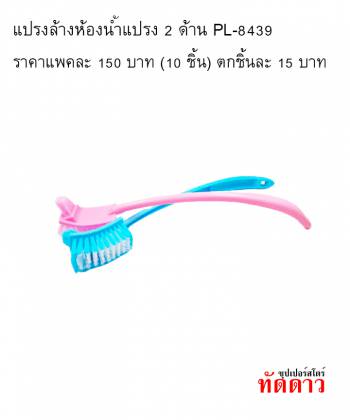 แปรงล้างห้องน้ำแปรง 2 ด้าน PL-8439
ราคาแพคละ 150 บาท (10 ชิ้น) ตกชิ้นละ 15 บาท
ซุปเปอร์สโตร์
ทัดดาว